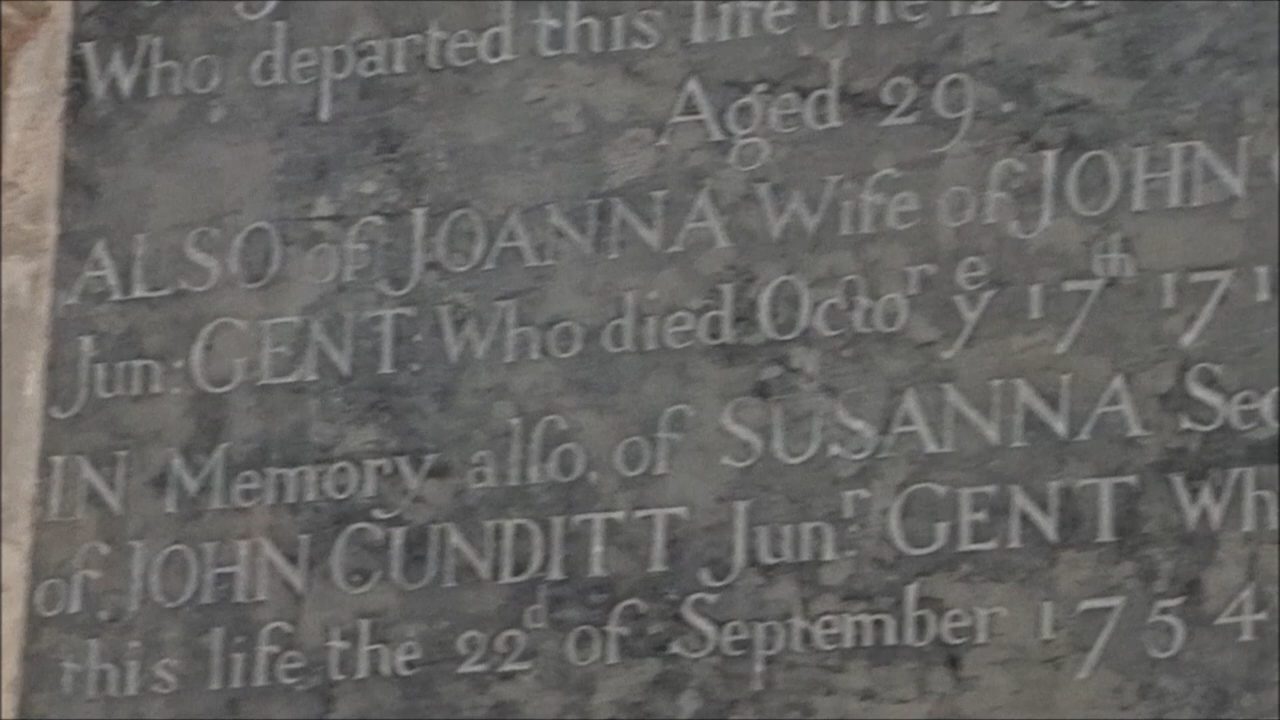 Who departed this life the 12 of
Aged 29.
ALSO of JOANNA Wife of JOHN
Jun: GENT: Who died Octoʳ yᵉ 17ᵗʰ 171
IN Memory alſo, of SUSANNA Sec
of JOHN CUNDITT Junʳ. GENT Wh
this life the 22ᵈ of September 1754